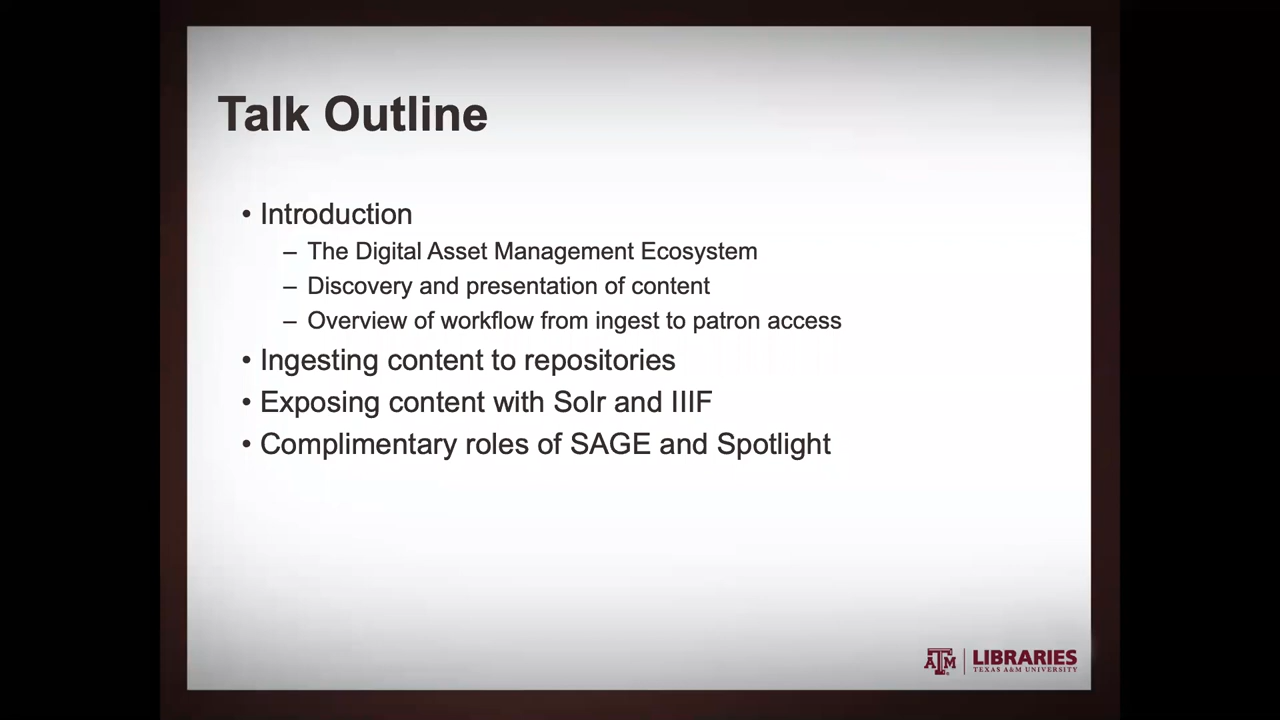 Talk Outline
• Introduction
– The Digital Asset Management Ecosystem
– Discovery and presentation of content
– Overview of workflow from ingest to patron access
• Ingesting content to repositories
• Exposing content with Solr and IIIF
• Complimentary roles of SAGE and Spotlight
ATM LIBRARIES
TEXAS A&M UNIVERSITY